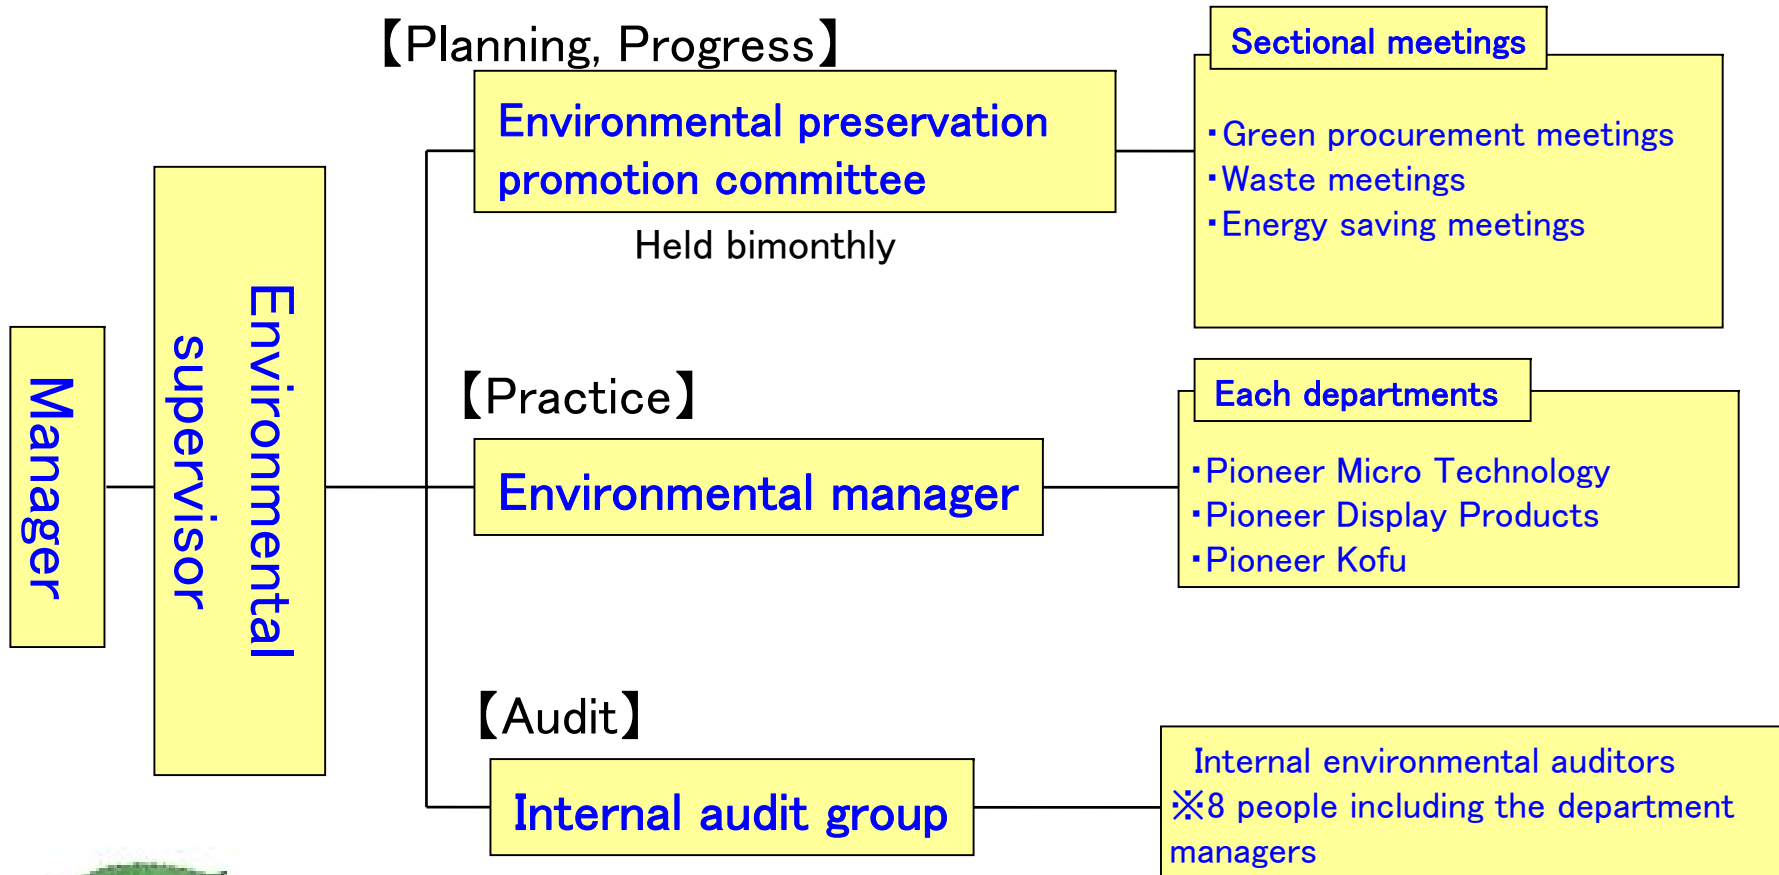 Manager
Environmental
supervisor
【Planning, Progress】
Environmental preservation
promotion committee
Held bimonthly
Sectional meetings
・Green procurement meetings
・Waste meetings
・Energy saving meetings
【Practice】
Environmental manager
Each departments
・Pioneer Micro Technology
・Pioneer Display Products
・Pioneer Kofu
【Audit】
Internal audit group
Internal environmental auditors
※8 people including the department
managers